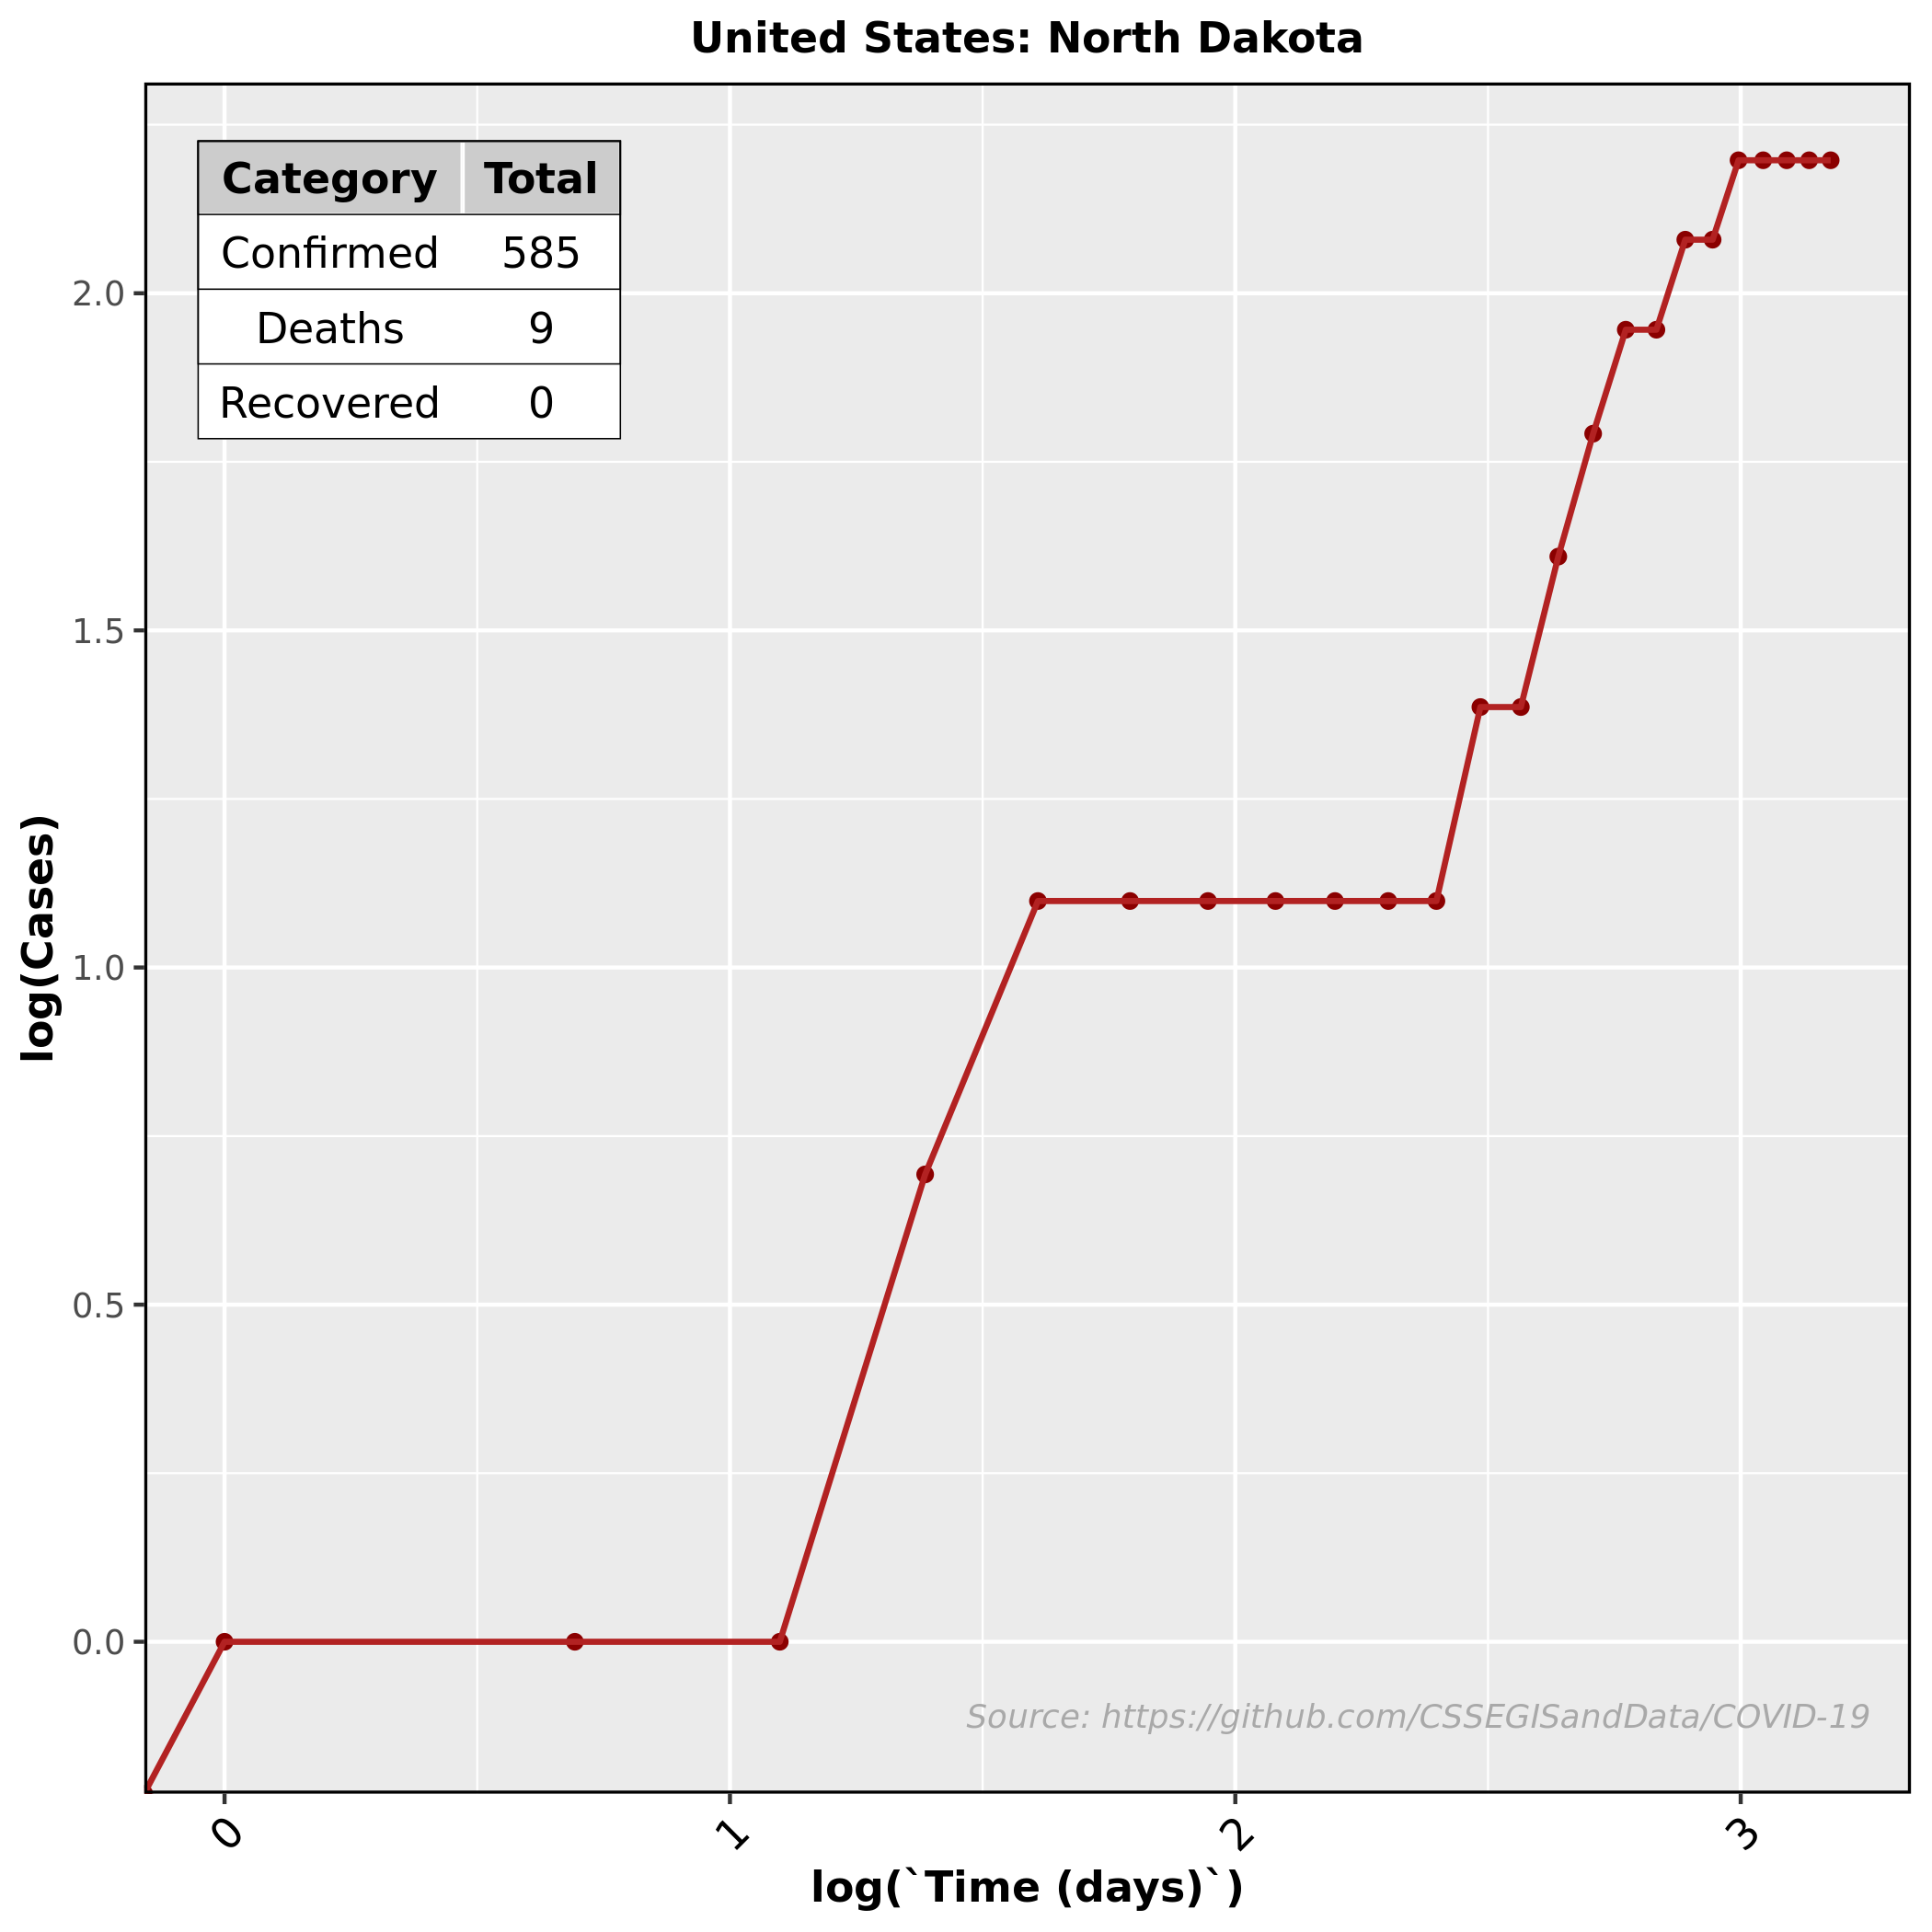 United States: North Dakota
Category Total
Confirmed 585
Deaths 9
Recovered 0
2.0
1.5
1.0
0.5
0.0
log(Cases)
Source: https://github.com/CSSEGISandData/COVID-19
0 1 2 3
log(`Time (days)`)